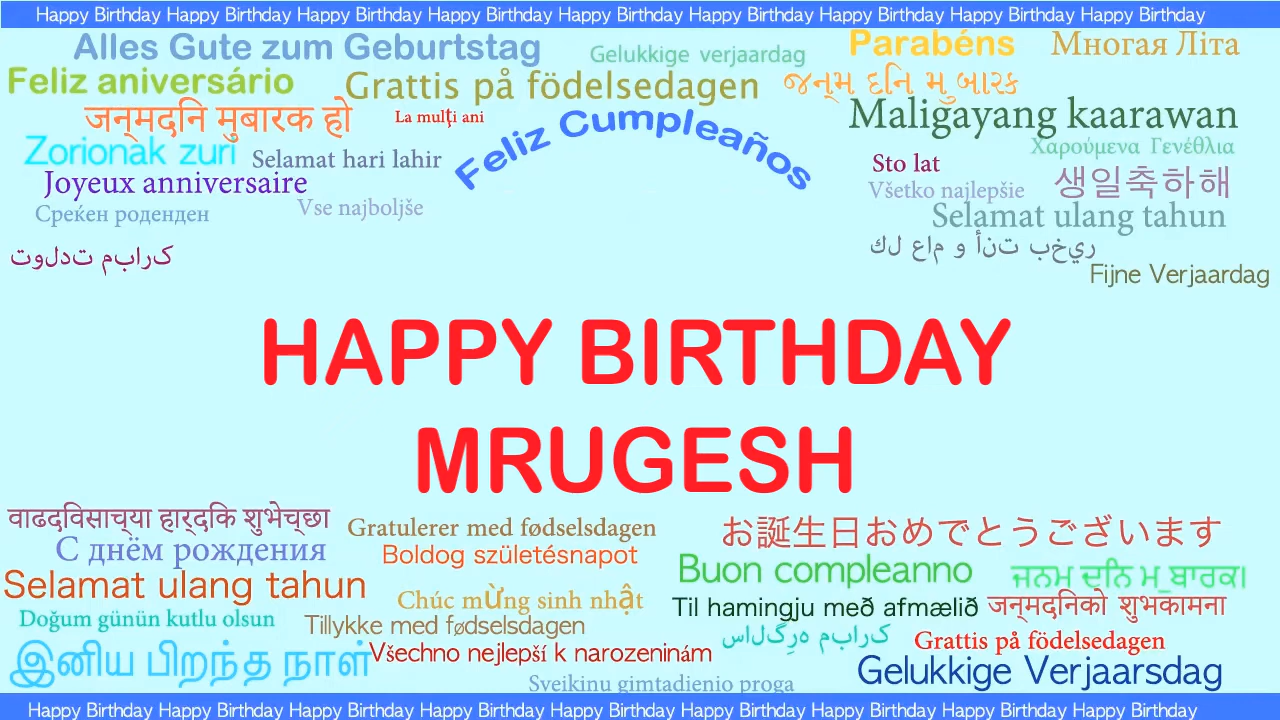 Happy Birthday Happy Birthday Happy Birthday Happy Birthday Happy Birthday Happy Birthday Happy Birthday Happy Birthday Happy Birthday
Alles Gute zum Geburtstag
Gelukkige verjaardag
Parabéns
Многая Літа
Feliz aniversário
Grattis på födelsedagen
જન્મ દિન મુ બારક
जन्मदिन मुबारक हो
La mulţi ani
Feliz Cumpleaños
Maligayang kaarawan
Zorionak zuri
Selamat hari lahir
Sto lat
Χαρούμενα Γενέθλια
Joyeux anniversaire
Všetko najlepšie
생일축하해
Среќен роденден
Vse najboljše
Selamat ulang tahun
تولدت مبارک
كل عام و أنت بخير
Fijne Verjaardag
HAPPY BIRTHDAY
MRUGESH
वाढदिवसाच्या हार्दिक शुभेच्छा
Gratulerer med fødselsdagen
お誕生日おめでとうございます
С днём рождения
Boldog születésnapot
Selamat ulang tahun
Buon compleanno
ਜਨਮ ਦਿਨ ਮੁਬਾਰਕ।
Chúc mừng sinh nhật
Til hamingju með afmælið
जन्मदिनको शुभकामना
Doğum günün kutlu olsun
Tillykke med fødselsdagen
سالگرہ مبارک
Grattis på födelsedagen
இனிய பிறந்த நாள்
Všechno nejlepší k narozeninám
Gelukkige Verjaarsdag
Sveikinu gimtadienio proga
Happy Birthday Happy Birthday Happy Birthday Happy Birthday Happy Birthday Happy Birthday Happy Birthday Happy Birthday Happy Birthday